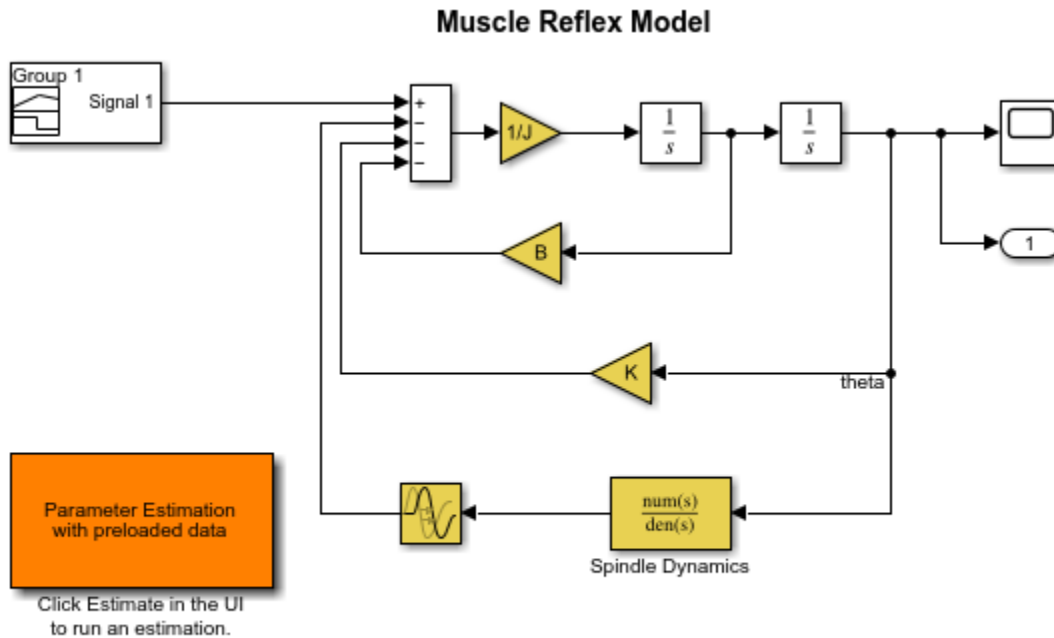 Muscle Reflex Model
Group 1
Signal 1
+
−
−
−
1/J
1
s
1
s
B
1
K
theta
num(s)
den(s)
Spindle Dynamics
Parameter Estimation
with preloaded data
Click Estimate in the UI
to run an estimation.